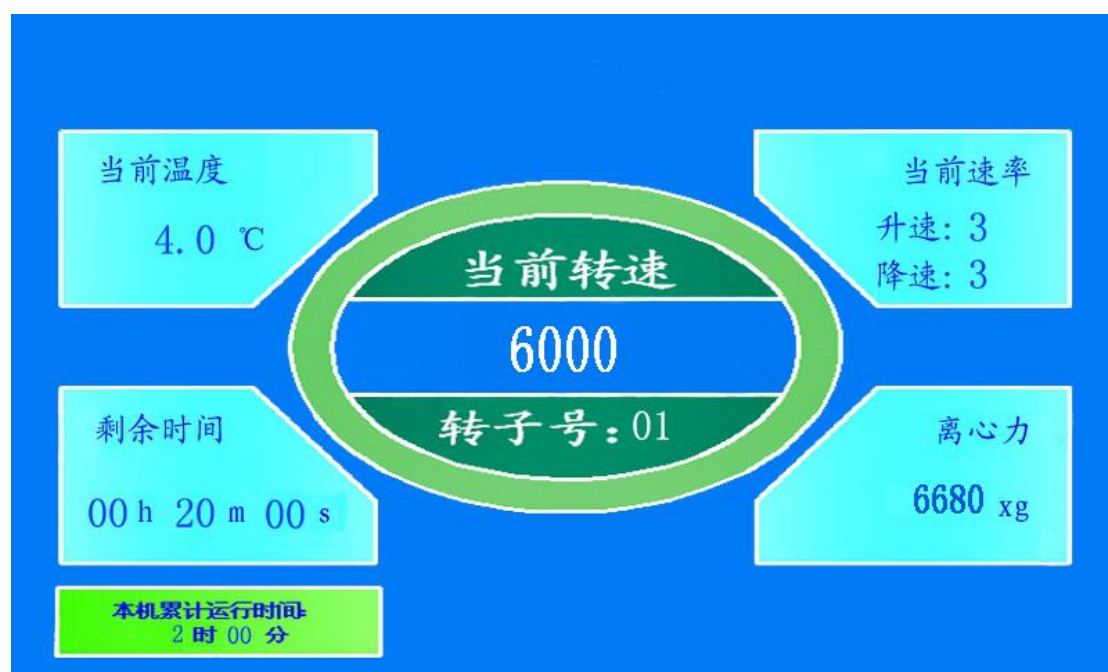 当前温度
4.0 ℃
当前速率
升速: 3
降速: 3
当前转速
6000
转子号: 01
剩余时间
00 h 20 m 00 s
离心力
6680 xg
本机累计运行时间:
2 时 00 分